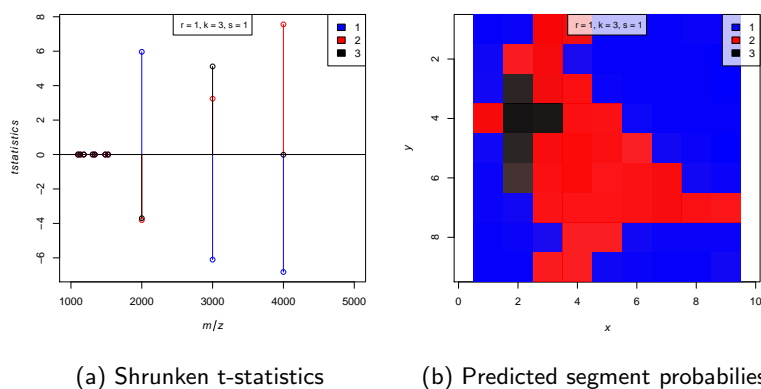 r = 1, k = 3, s = 1
1
2
3
tstatistics
8
6
4
2
0
−2
−4
−6
1000 2000 3000 4000 5000
m/z
(a) Shrunken t-statistics
r = 1, k = 3, s = 1
1
2
3
y
2
4
6
8
0 2 4 6 8 10
x
(b) Predicted segment probabilies